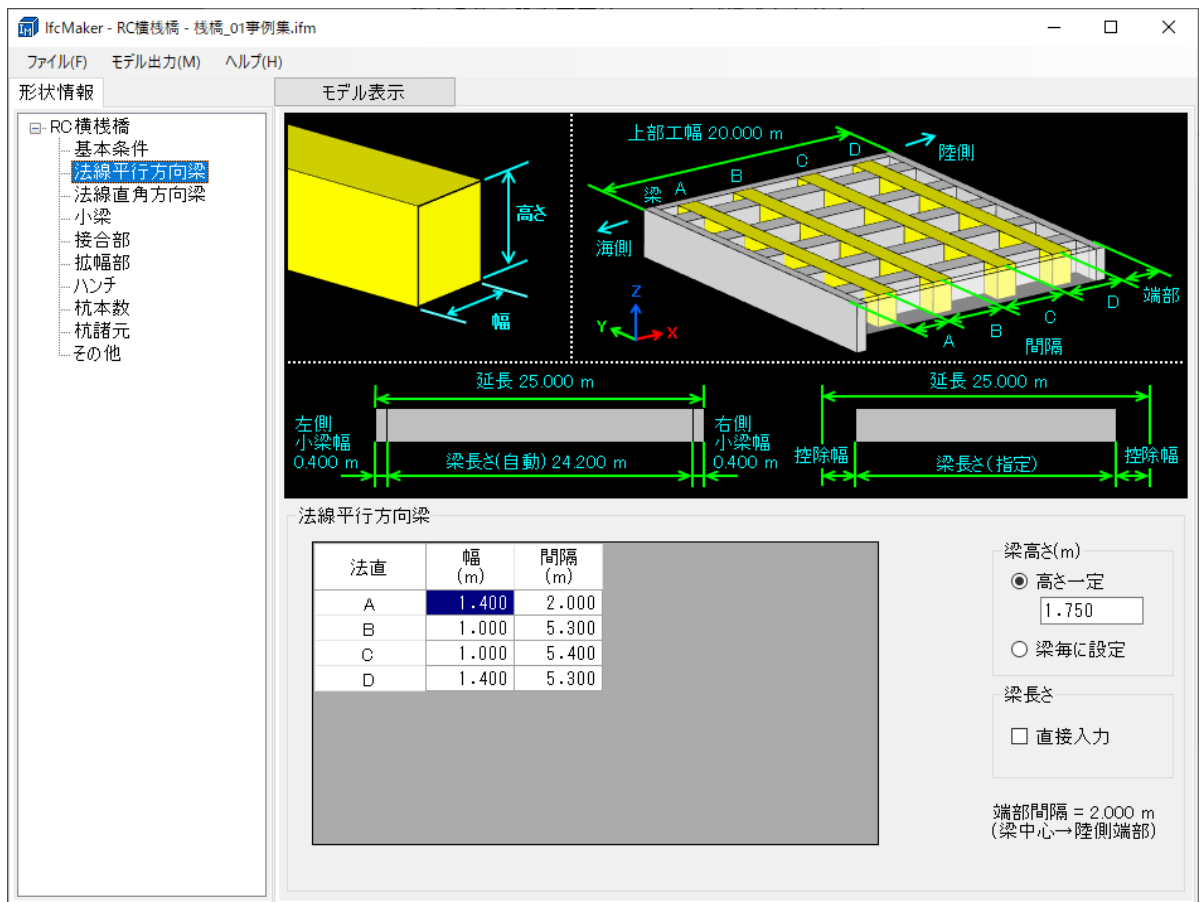 IfcMaker - RC横桟橋 - 桟橋_01事例集.ifm
ファイル(F) モデル出力(M) ヘルプ(H)
形状情報
モデル表示
RC横桟橋
基本条件
法線平行方向梁
法線直角方向梁
小梁
接合部
拡幅部
ハンチ
杭本数
杭諸元
その他
高さ
幅
上部工幅 20.000 m
陸側
梁 A B C D
海側
Z
Y X
A B C D 端部
間隔
延長 25.000 m
左側
小梁幅
0.400 m
梁長さ(自動) 24.200 m
右側
小梁幅
0.400 m
延長 25.000 m
控除幅
梁長さ(指定)
控除幅
法線平行方向梁
法直 幅(m) 間隔(m)
A 1.400 2.000
B 1.000 5.300
C 1.000 5.400
D 1.400 5.300
梁高さ(m)
高さ一定
1.750
梁毎に設定
梁長さ
直接入力
端部間隔 = 2.000 m
(梁中心→陸側端部)